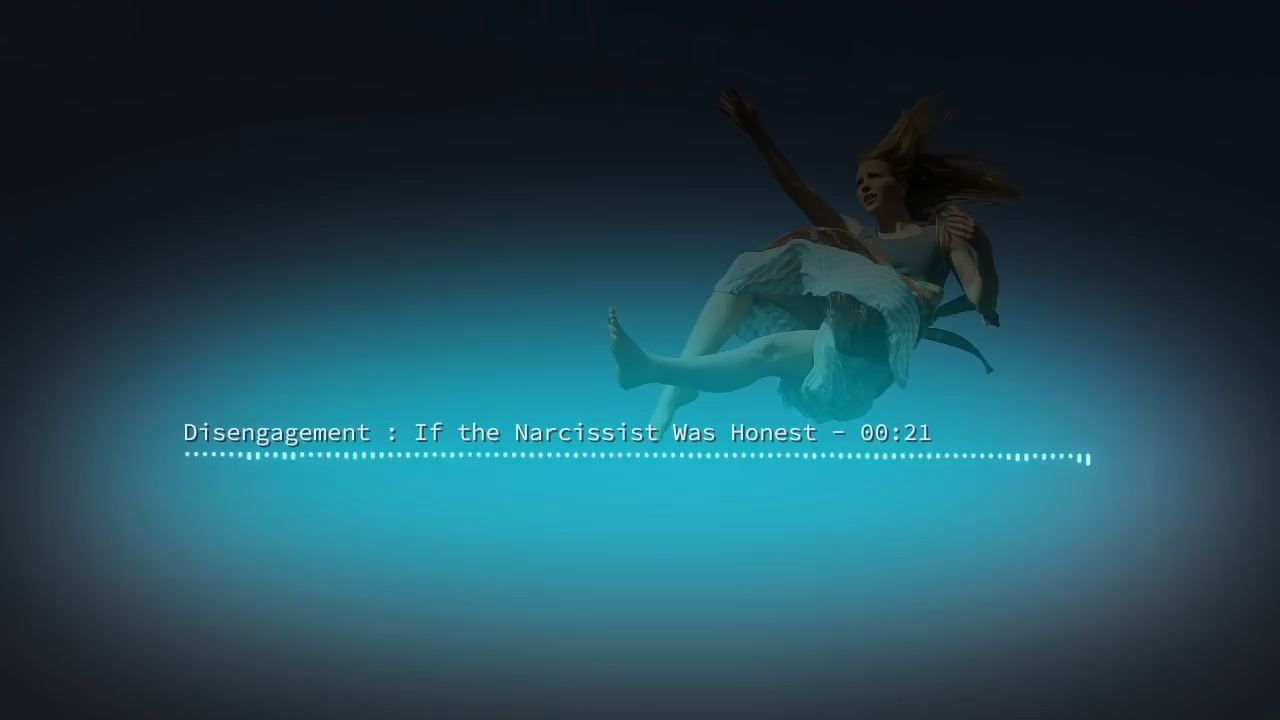 Disengagement : If the Narcissist Was Honest - 00:21